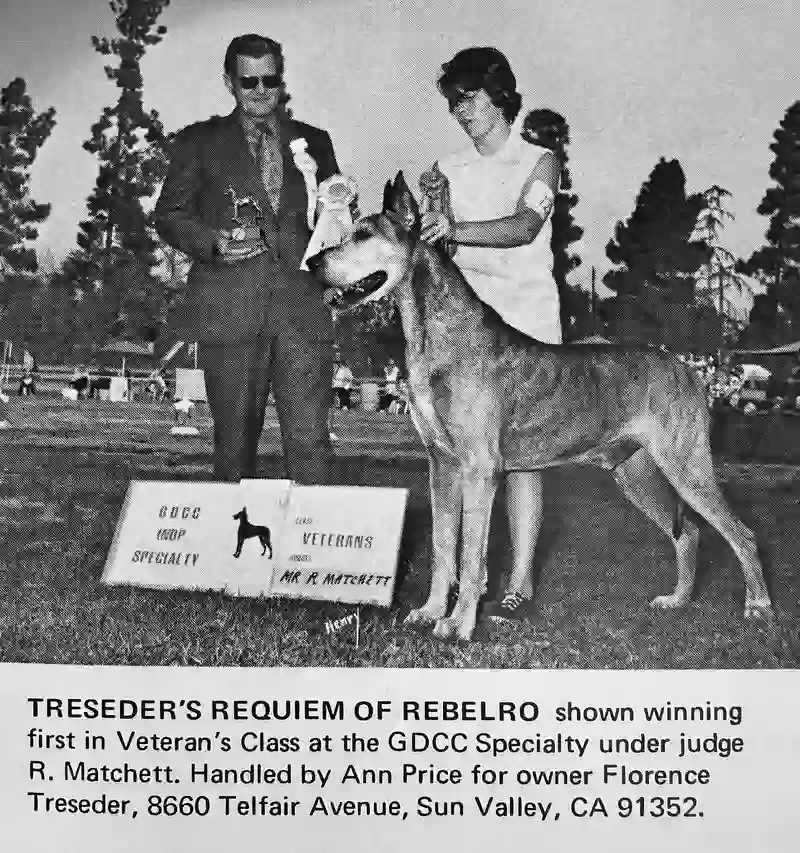 GDCC
INDP
SPECIALTY
CLASS
VETERANS
JUDGE
MR R MATCHETT
Henry
TRESEDER'S REQUIEM OF REBELRO shown winning
first in Veteran's Class at the GDCC Specialty under judge
R. Matchett. Handled by Ann Price for owner Florence
Treseder, 8660 Telfair Avenue, Sun Valley, CA 91352.